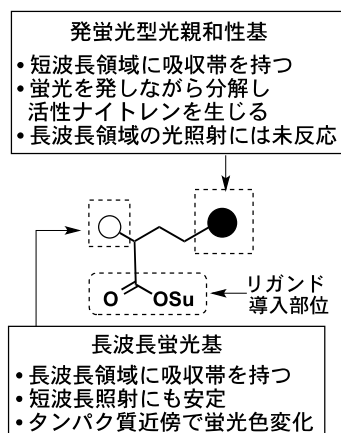 発蛍光型光親和性基
• 短波長領域に吸収帯を持つ
• 蛍光を発しながら分解し
活性ナイトレンを生じる
• 長波長領域の光照射には未反応
O
OSu
リガンド
導入部位
長波長蛍光基
• 長波長領域に吸収帯を持つ
• 短波長照射にも安定
• タンパク質近傍で蛍光色変化